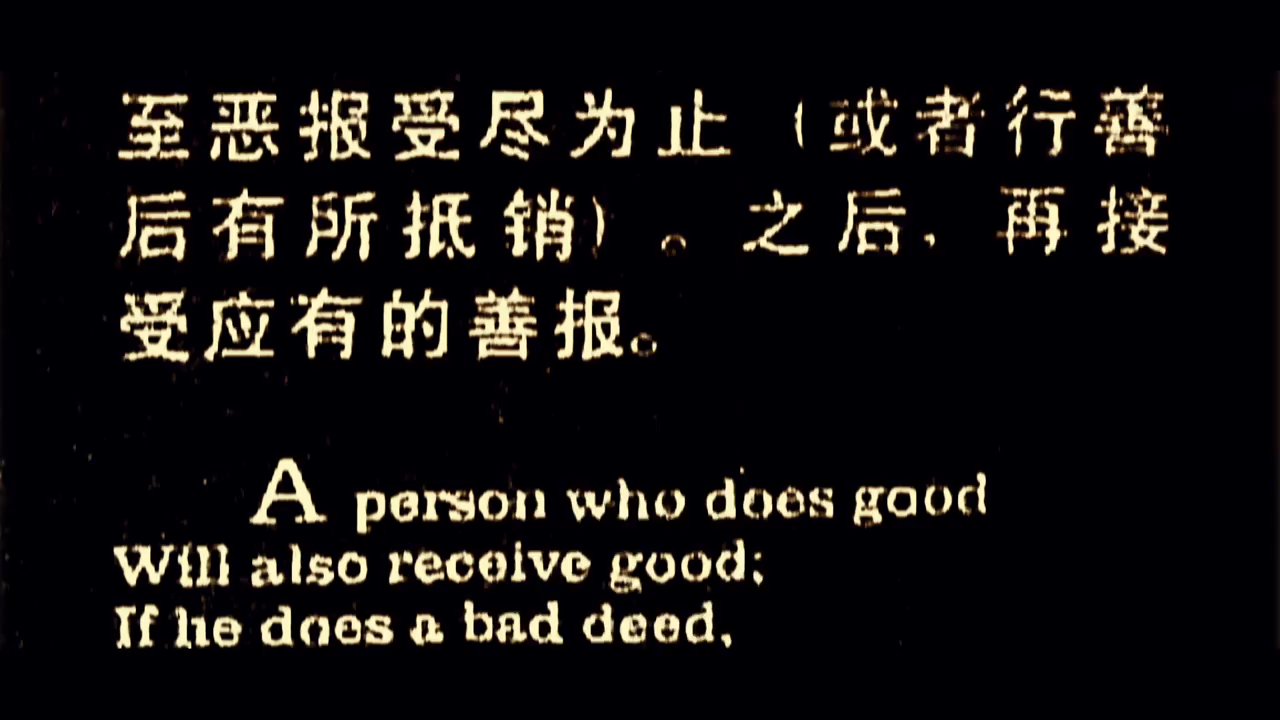 至恶报受尽为止（或者行善
后有所抵销）。之后，再接
受应有的善报。
A person who does good
Will also receive good;
If he does a bad deed,